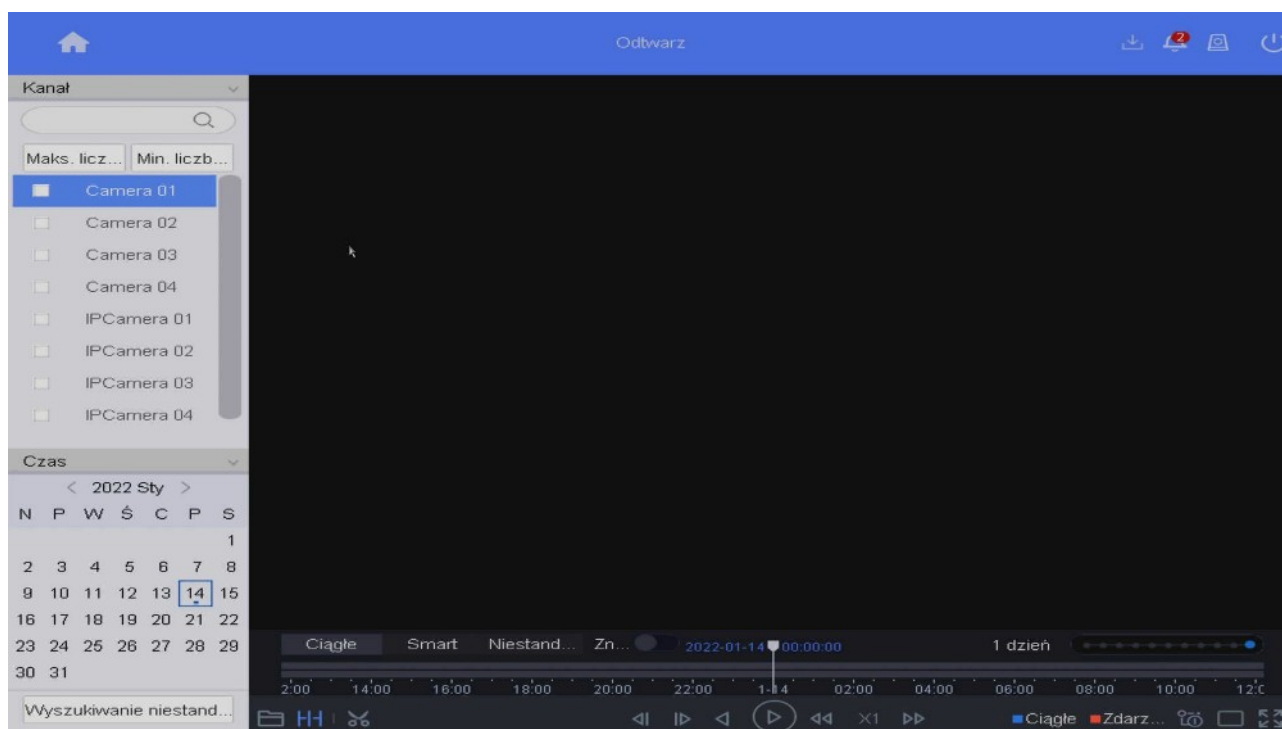 Odtwarz
2
Kanał
Maks. licz... Min. liczb...
Camera 01
Camera 02
Camera 03
Camera 04
IPCamera 01
IPCamera 02
IPCamera 03
IPCamera 04
Czas
< 2022 Sty >
N P W Ś C P S
1
2 3 4 5 6 7 8
9 10 11 12 13 14 15
16 17 18 19 20 21 22
23 24 25 26 27 28 29
30 31
Wyszukiwanie niestand...
Ciągłe Smart Niestand... Zn... 2022-01-14 00:00:00 1 dzień
2:00 14:00 16:00 18:00 20:00 22:00 1-14 02:00 04:00 06:00 08:00 10:00 12:0
X1 Ciągłe Zdarz...